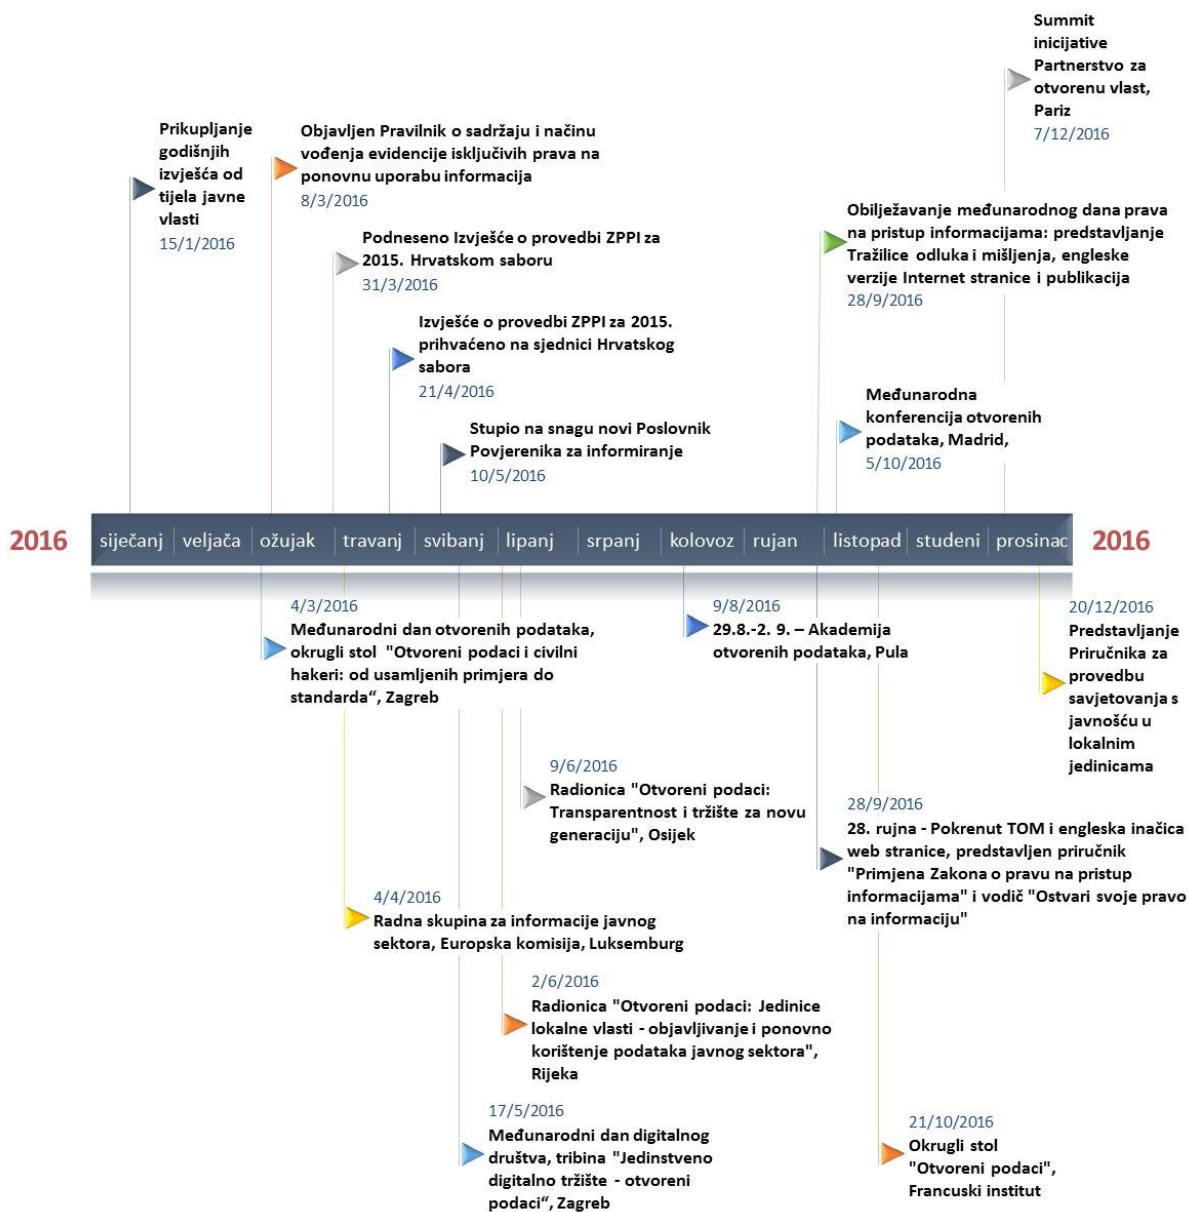 Summit
inicijative
Partnerstvo za
otvorenu vlast,
Pariz
7/12/2016
Prikupljanje
godišnjih
izvješća od
tijela javne
vlasti
15/1/2016
Objavljen Pravilnik o sadržaju i načinu
vođenja evidencije isključivih prava na
ponovnu uporabu informacija
8/3/2016
Podneseno Izvješće o provedbi ZPPI za
2015. Hrvatskom saboru
31/3/2016
Izvješće o provedbi ZPPI za 2015.
prihvaćeno na sjednici Hrvatskog
sabora
21/4/2016
Stupio na snagu novi Poslovnik
Povjerenika za informiranje
10/5/2016
Obilježavanje međunarodnog dana prava
na pristup informacijama: predstavljanje
Tražilice odluka i mišljenja, engleske
verzije Internet stranice i publikacija
28/9/2016
Međunarodna
konferencija otvorenih
podataka, Madrid,
5/10/2016
2016 siječanj veljača ožujak travanj svibanj lipanj srpanj kolovoz rujan listopad studeni prosinac 2016
4/3/2016
Međunarodni dan otvorenih podataka,
okrugli stol "Otvoreni podaci i civilni
hakeri: od usamljenih primjera do
standarda“, Zagreb
9/8/2016
29.8.-2. 9. – Akademija
otvorenih podataka, Pula
20/12/2016
Predstavljanje
Priručnika za
provedbu
savjetovanja s
javnošću u
lokalnim
jedinicama
9/6/2016
Radionica "Otvoreni podaci:
Transparentnost i tržište za novu
generaciju", Osijek
28/9/2016
28. rujna - Pokrenut TOM i engleska inačica
web stranice, predstavljen priručnik
"Primjena Zakona o pravu na pristup
informacijama" i vodič "Ostvari svoje pravo
na informaciju"
4/4/2016
Radna skupina za informacije javnog
sektora, Europska komisija, Luksemburg
2/6/2016
Radionica "Otvoreni podaci: Jedinice
lokalne vlasti - objavljivanje i ponovno
korištenje podataka javnog sektora",
Rijeka
17/5/2016
Međunarodni dan digitalnog
društva, tribina "Jedinstveno
digitalno tržište - otvoreni
podaci“, Zagreb
21/10/2016
Okrugli stol
"Otvoreni podaci",
Francuski institut